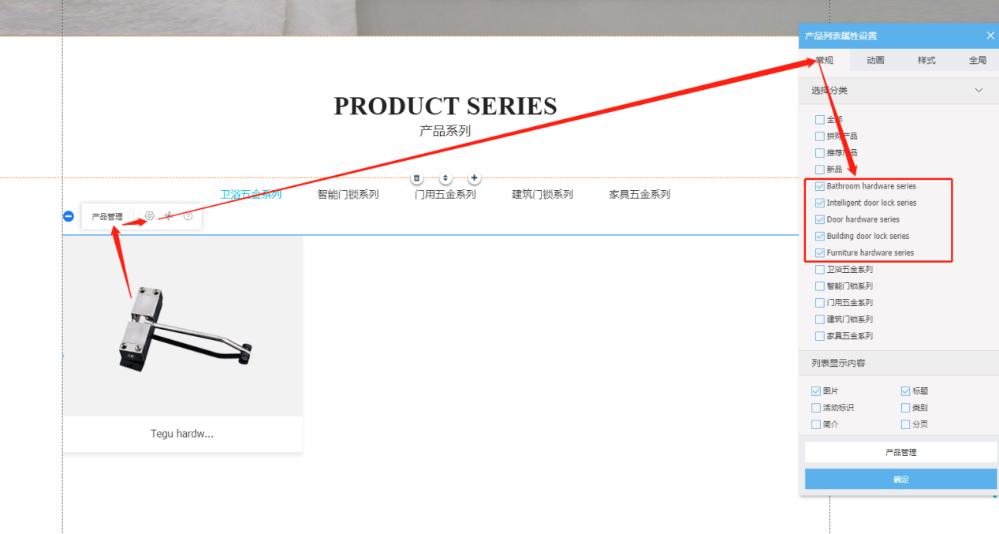 PRODUCT SERIES
产品系列
卫浴五金系列 智能门锁系列 门用五金系列 建筑门锁系列 家具五金系列
产品管理
Tegu hardw...
产品列表属性设置
常规 动画 样式 全局
选择分类
全部
拼购产品
推荐产品
新品
Bathroom hardware series
Intelligent door lock series
Door hardware series
Building door lock series
Furniture hardware series
卫浴五金系列
智能门锁系列
门用五金系列
建筑门锁系列
家具五金系列
列表显示内容
图片 标题
活动标识 类别
简介 分页
产品管理
确定